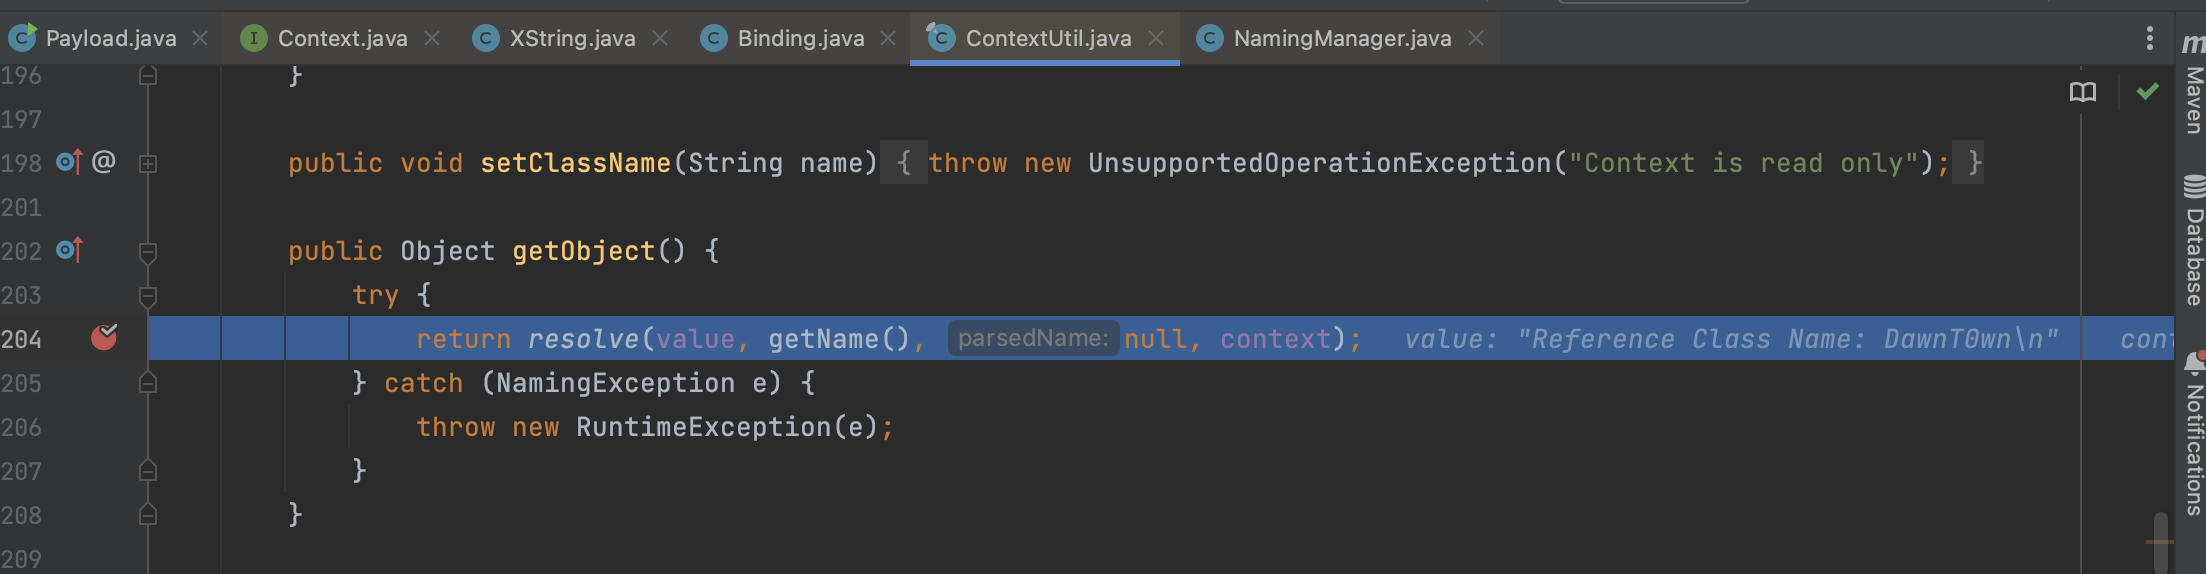 Payload.java Context.java XString.java Binding.java ContextUtil.java NamingManager.java
196 }
197
198 @ public void setClassName(String name) { throw new UnsupportedOperationException("Context is read only"); }
201
202 public Object getObject() {
203 try {
204 return resolve(value, getName(), parsedName: null, context); value: "Reference Class Name: DawnT0wn\n"
205 } catch (NamingException e) {
206 throw new RuntimeException(e);
207 }
208 }
209
Maven
Database
Notifications